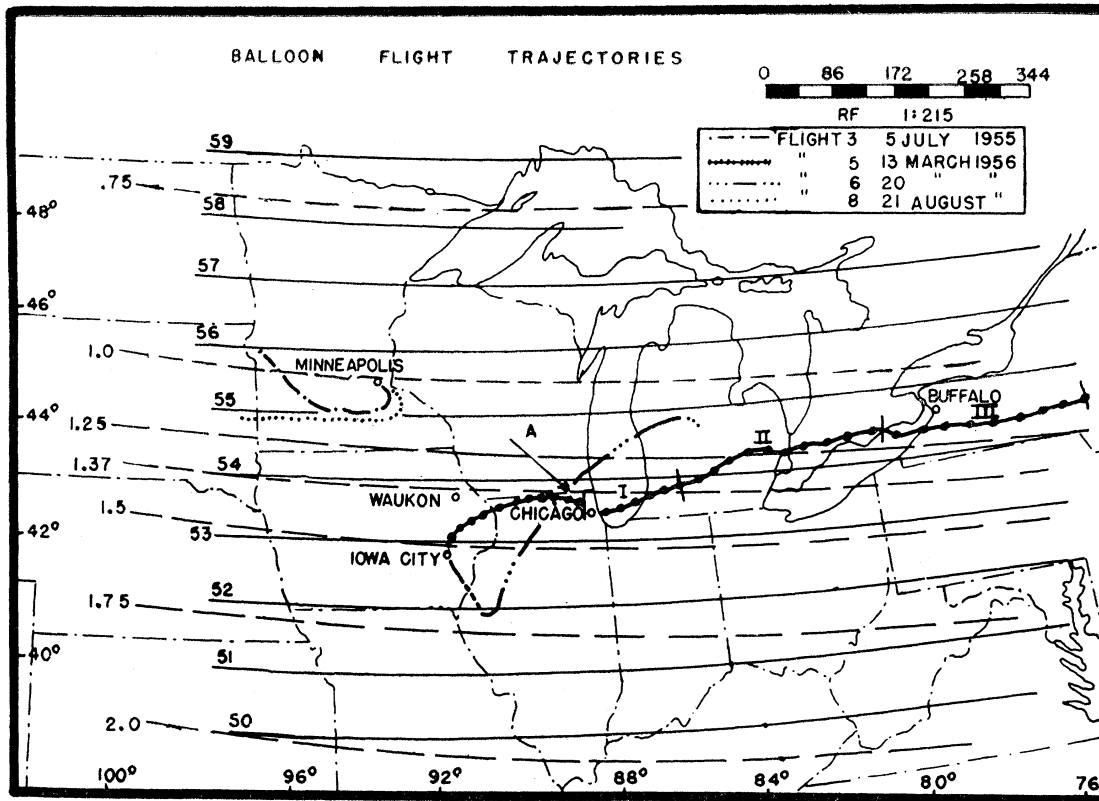 BALLOON FLIGHT TRAJECTORIES
0 86 172 258 344
RF 1:215
FLIGHT 3 5 JULY 1955
" 5 13 MARCH 1956
" 6 20 " "
" 8 21 AUGUST "
59
.75
58
48°
57
46°
56
1.0
MINNEAPOLIS
55
44°
BUFFALO
1.25
A
II
III
54
1.37
WAUKON
I
CHICAGO
1.5
42°
53
IOWA CITY
52
1.75
40°
51
50
2.0
100° 96° 92° 88° 84° 80° 76